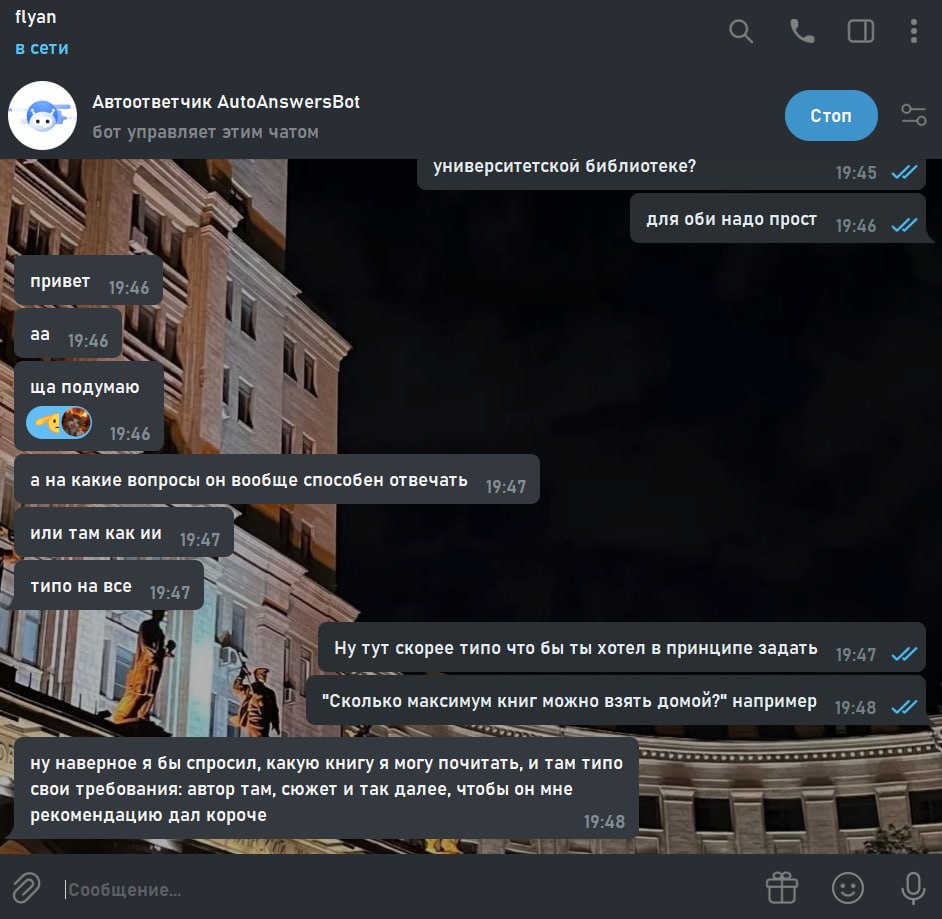 flyan
в сети
Автоответчик AutoAnswersBot
бот управляет этим чатом
Стоп
университетской библиотеке?
19:45
для оби надо прост
19:46
привет
19:46
аа
19:46
ща подумаю
19:46
а на какие вопросы он вообще способен отвечать
19:47
или там как ии
19:47
типо на все
19:47
Ну тут скорее типо что бы ты хотел в принципе задать
19:47
"Сколько максимум книг можно взять домой?" например
19:48
ну наверное я бы спросил, какую книгу я могу почитать, и там типо
свои требования: автор там, сюжет и так далее, чтобы он мне
рекомендацию дал короче
19:48
Сообщение...